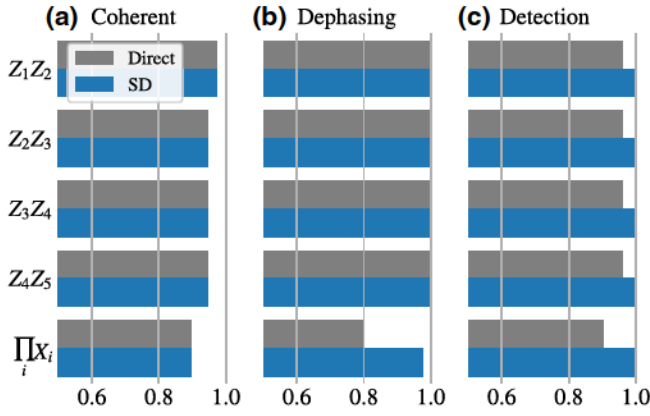 (a) Coherent (b) Dephasing (c) Detection
Direct
SD
Z₁Z₂
Z₂Z₃
Z₃Z₄
Z₄Z₅
∏ᵢXᵢ
0.6 0.8 1.0 0.6 0.8 1.0 0.6 0.8 1.0